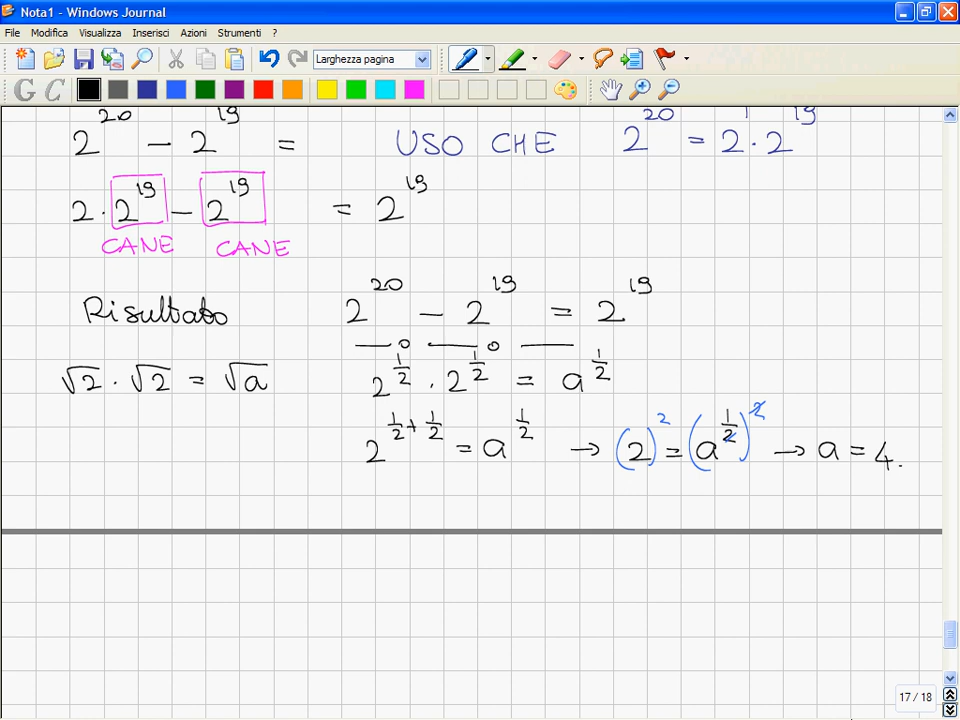 Nota1 - Windows Journal
File Modifica Visualizza Inserisci Azioni Strumenti ?
Larghezza pagina
G C
2^20 - 2^19 = USO CHE 2^20 = 2^1 · 2^19
2 · 2^19 - 2^19 = 2^19
CANE CANE
Risultato 2^20 - 2^19 = 2^19
√2 · √2 = √a 2^(1/2) · 2^(1/2) = a^(1/2)
2^(1/2 + 1/2) = a^(1/2) → (2)^2 = (a^(1/2))^2 → a = 4.
17 / 18